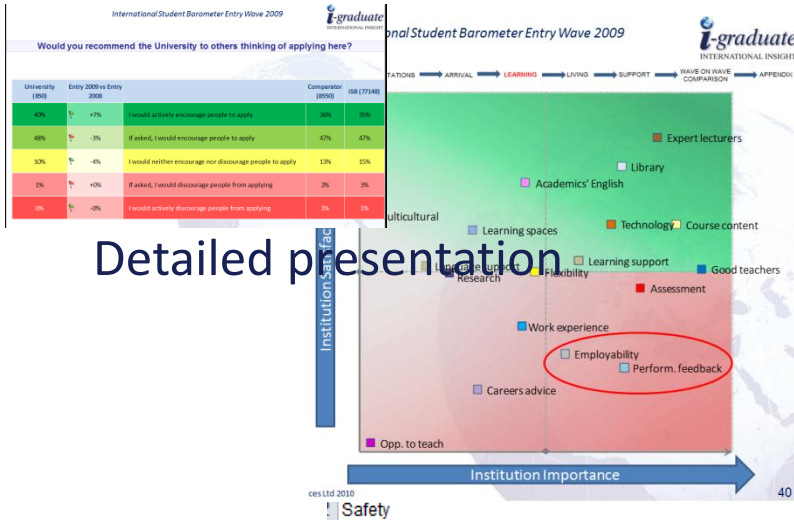 International Student Barometer Entry Wave 2009
i-graduate
INTERNATIONAL INSIGHT
Would you recommend the University to others thinking of applying here?
University (850) Entry 2009 vs Entry 2008 Comparator (8550) ISB (77148)
40% +7% I would actively encourage people to apply 36% 35%
48% -3% If asked, I would encourage people to apply 47% 47%
10% -4% I would neither encourage nor discourage people to apply 13% 15%
1% +0% If asked, I would discourage people from applying 2% 3%
0% -0% I would actively discourage people from applying 1% 1%
onal Student Barometer Entry Wave 2009
i-graduate
INTERNATIONAL INSIGHT
TATIONS ARRIVAL LEARNING LIVING SUPPORT WAVE ON WAVE COMPARISON APPENDIX
Expert lecturers
Library
Academics' English
ulticultural
Learning spaces
Technology
Course content
Detailed presentation
Learning support
Language support
Research
Flexibility
Good teachers
Assessment
Work experience
Employability
Perform. feedback
Careers advice
Opp. to teach
Institution Satisfac
Institution Importance
ces Ltd 2010
40
Safety